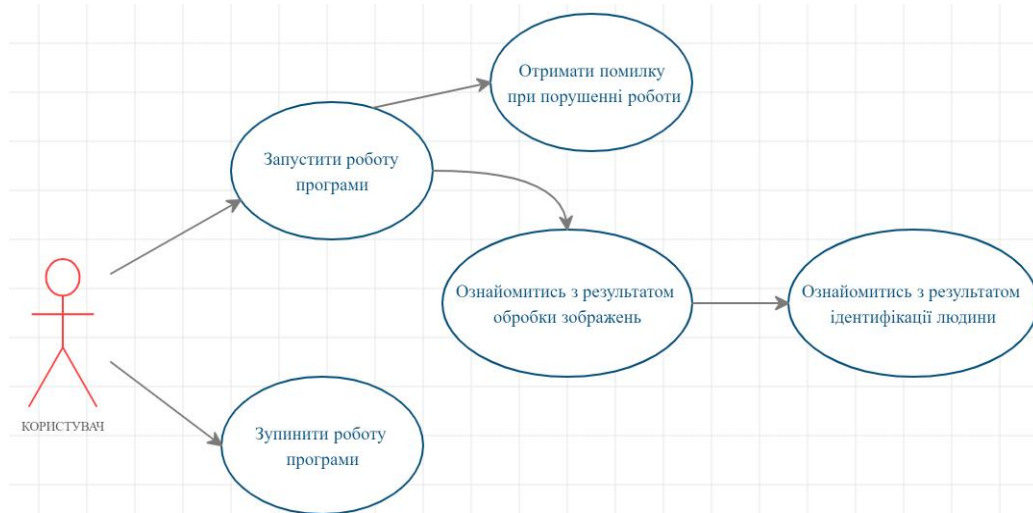 Отримати помилку
при порушенні роботи
Запустити роботу
програми
Ознайомитись з результатом
обробки зображень
Ознайомитись з результатом
ідентифікації людини
КОРИСТУВАЧ
Зупинити роботу
програми